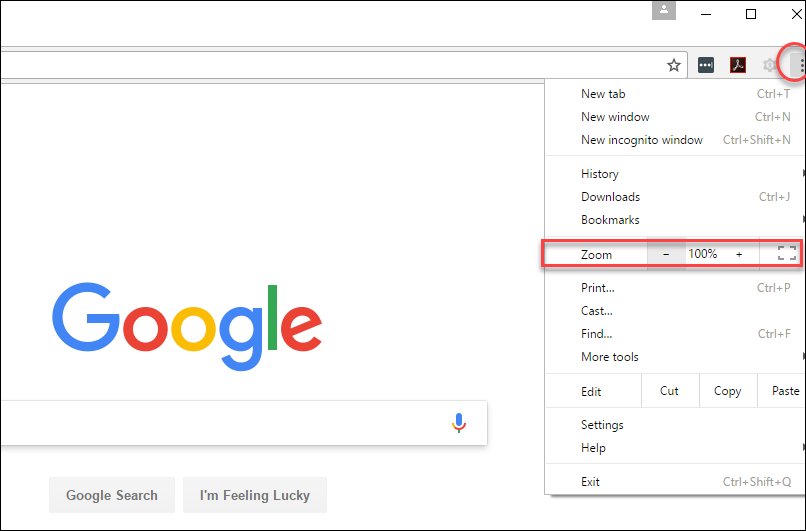 New tab Ctrl+T
New window Ctrl+N
New incognito window Ctrl+Shift+N
History
Downloads Ctrl+J
Bookmarks
Zoom − 100% +
Print... Ctrl+P
Cast...
Find... Ctrl+F
More tools
Edit Cut Copy Paste
Settings
Help
Exit Ctrl+Shift+Q
Google
Google Search I'm Feeling Lucky